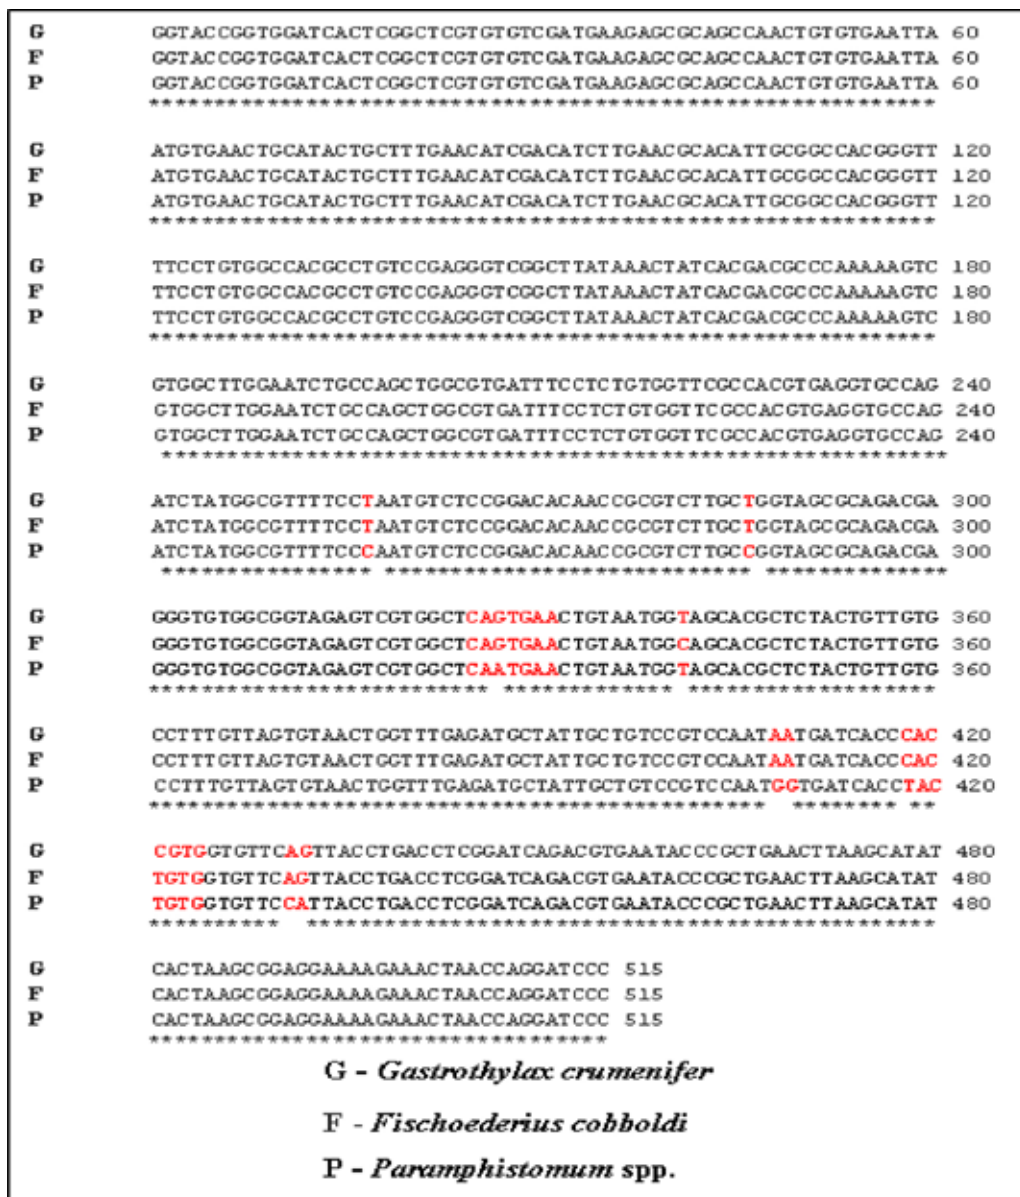 G GGTACCGGTGGATCACTCGGCTCGTGTGTCGATGAAGAGCGCAGCCAACTGTGTGAATTA 60
F GGTACCGGTGGATCACTCGGCTCGTGTGTCGATGAAGAGCGCAGCCAACTGTGTGAATTA 60
P GGTACCGGTGGATCACTCGGCTCGTGTGTCGATGAAGAGCGCAGCCAACTGTGTGAATTA 60
************************************************************
G ATGTGAACTGCATACTGCTTTGAACATCGACATCTTGAACGCACATTGCGGCCACGGGTT 120
F ATGTGAACTGCATACTGCTTTGAACATCGACATCTTGAACGCACATTGCGGCCACGGGTT 120
P ATGTGAACTGCATACTGCTTTGAACATCGACATCTTGAACGCACATTGCGGCCACGGGTT 120
************************************************************
G TTCCTGTGGCCACGCCTGTCCGAGGGTCGGCTTATAAACTATCACGACGCCCAAAAAGTC 180
F TTCCTGTGGCCACGCCTGTCCGAGGGTCGGCTTATAAACTATCACGACGCCCAAAAAGTC 180
P TTCCTGTGGCCACGCCTGTCCGAGGGTCGGCTTATAAACTATCACGACGCCCAAAAAGTC 180
************************************************************
G GTGGCTTGGAATCTGCCAGCTGGCGTGATTTCCTCTGTGGTTCGCCACGTGAGGTGCCAG 240
F GTGGCTTGGAATCTGCCAGCTGGCGTGATTTCCTCTGTGGTTCGCCACGTGAGGTGCCAG 240
P GTGGCTTGGAATCTGCCAGCTGGCGTGATTTCCTCTGTGGTTCGCCACGTGAGGTGCCAG 240
************************************************************
G ATCTATGGCGTTTTCCTAATGTCTCCGGACACAACCGCGTCTTGCTGGTAGCGCAGACGA 300
F ATCTATGGCGTTTTCCTAATGTCTCCGGACACAACCGCGTCTTGCTGGTAGCGCAGACGA 300
P ATCTATGGCGTTTTCCCAATGTCTCCGGACACAACCGCGTCTTGCCGGTAGCGCAGACGA 300
**************** **************************** **************
G GGGTGTGGCGGTAGAGTCGTGGCTCAGTGAACTGTAATGGTAGCACGCTCTACTGTTGTG 360
F GGGTGTGGCGGTAGAGTCGTGGCTCAGTGAACTGTAATGGCAGCACGCTCTACTGTTGTG 360
P GGGTGTGGCGGTAGAGTCGTGGCTCAATGAACTGTAATGGTAGCACGCTCTACTGTTGTG 360
************************** ************* *******************
G CCTTTGTTAGTGTAACTGGTTTGAGATGCTATTGCTGTCCGTCCAATAATGATCACCCAC 420
F CCTTTGTTAGTGTAACTGGTTTGAGATGCTATTGCTGTCCGTCCAATAATGATCACCCAC 420
P CCTTTGTTAGTGTAACTGGTTTGAGATGCTATTGCTGTCCGTCCAATGGTGATCACCTAC 420
*********************************************** ******** **
G CGTGGTGTTCAGTTACCTGACCTCGGATCAGACGTGAATACCCGCTGAACTTAAGCATAT 480
F TGTGGTGTTCAGTTACCTGACCTCGGATCAGACGTGAATACCCGCTGAACTTAAGCATAT 480
P TGTGGTGTTCCATTACCTGACCTCGGATCAGACGTGAATACCCGCTGAACTTAAGCATAT 480
********** ************************************************
G CACTAAGCGGAGGAAAAGAAACTAACCAGGATCCC 515
F CACTAAGCGGAGGAAAAGAAACTAACCAGGATCCC 515
P CACTAAGCGGAGGAAAAGAAACTAACCAGGATCCC 515
***********************************
G - Gastrothylax crumenifer
F - Fischoederius cobboldi
P - Paramphistomum spp.